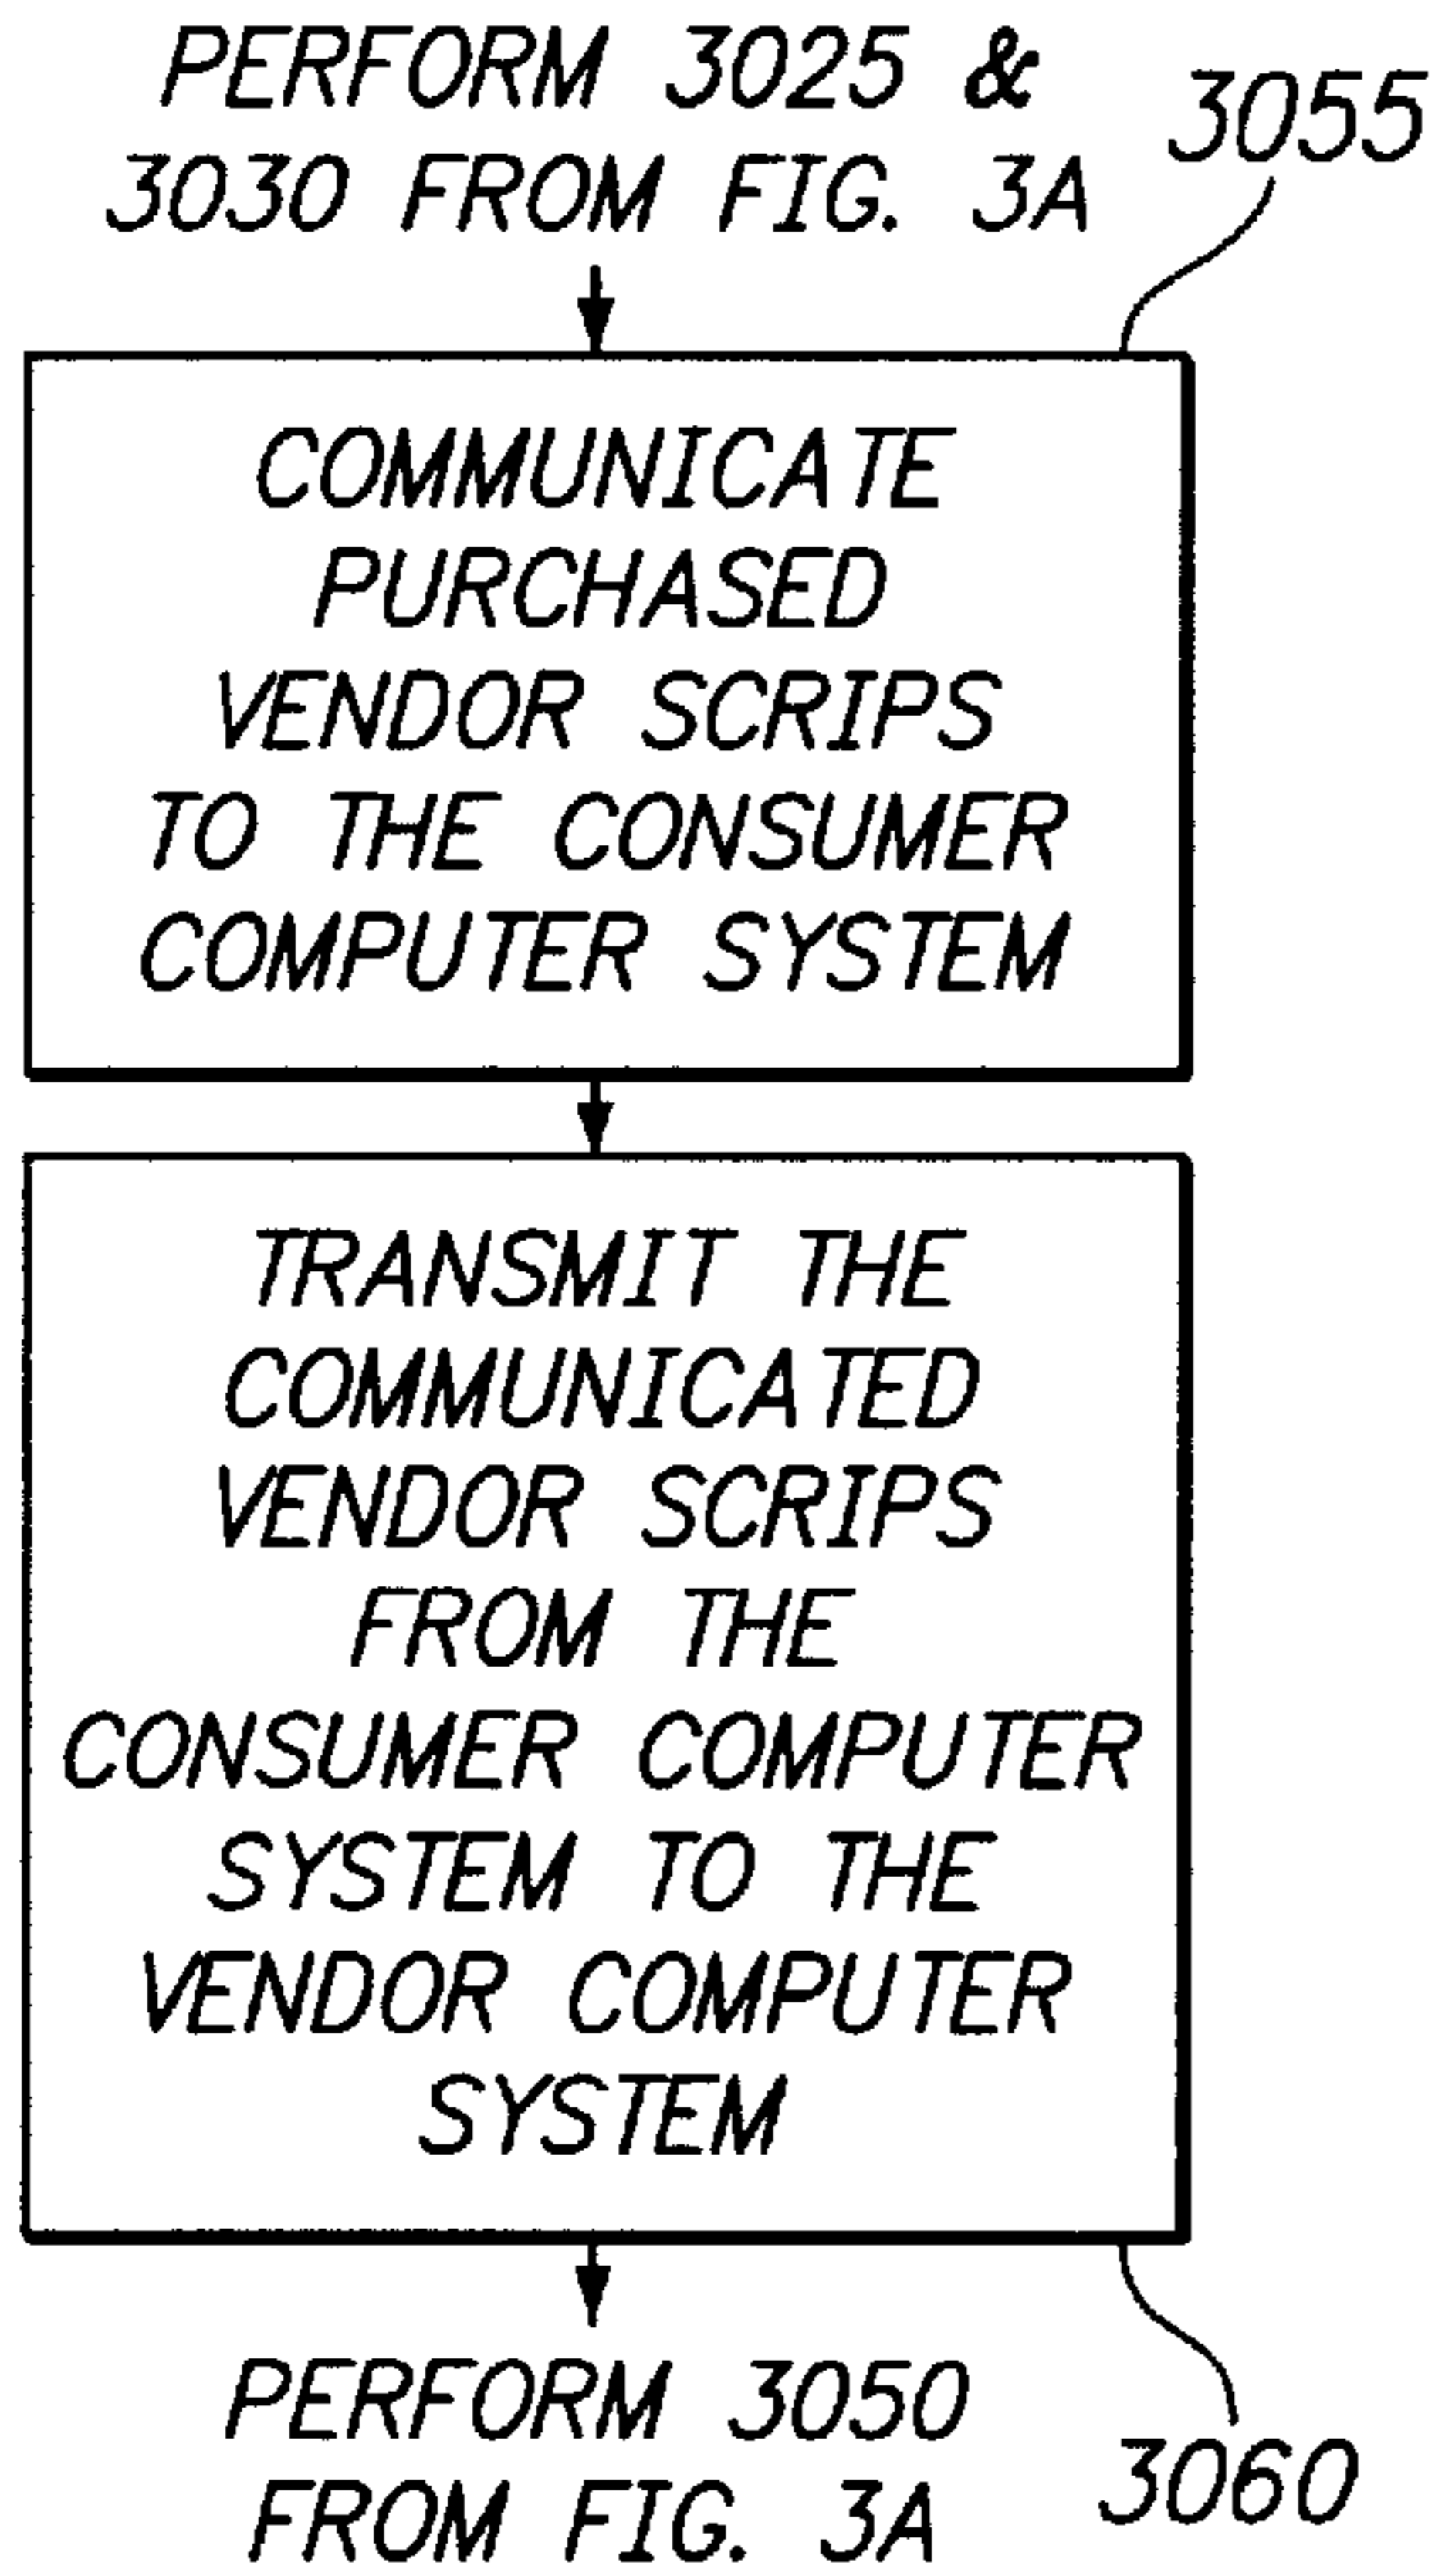 PERFORM 3025 &
3030 FROM FIG. 3A
3055
COMMUNICATE
PURCHASED
VENDOR SCRIPS
TO THE CONSUMER
COMPUTER SYSTEM
TRANSMIT THE
COMMUNICATED
VENDOR SCRIPS
FROM THE
CONSUMER COMPUTER
SYSTEM TO THE
VENDOR COMPUTER
SYSTEM
PERFORM 3050
FROM FIG. 3A
3060